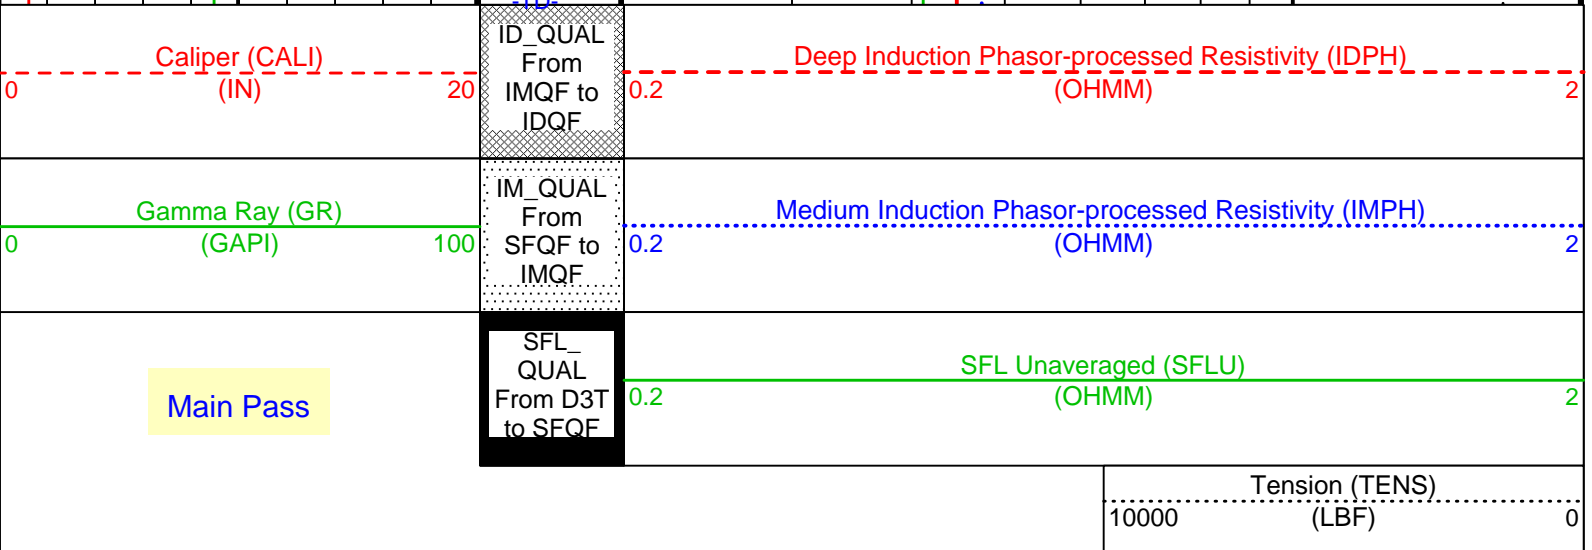 -TD-
Caliper (CALI)
0 (IN) 20
ID_QUAL
From
IMQF to
IDQF
Deep Induction Phasor-processed Resistivity (IDPH)
0.2 (OHMM) 2
Gamma Ray (GR)
0 (GAPI) 100
IM_QUAL
From
SFQF to
IMQF
Medium Induction Phasor-processed Resistivity (IMPH)
0.2 (OHMM) 2
Main Pass
SFL_
QUAL
From D3T
to SFQF
SFL Unaveraged (SFLU)
0.2 (OHMM) 2
Tension (TENS)
10000 (LBF) 0